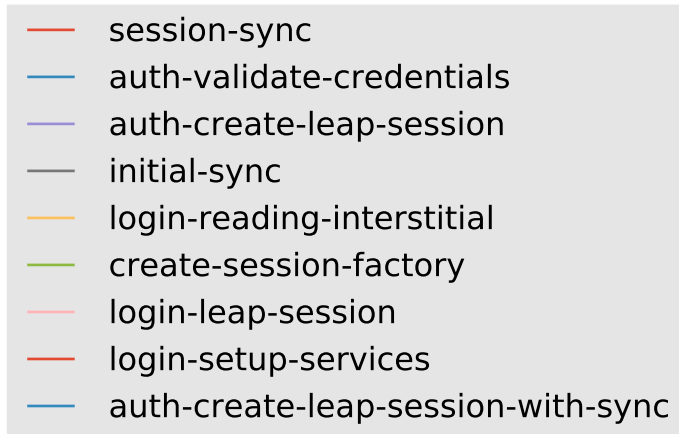 session-sync
auth-validate-credentials
auth-create-leap-session
initial-sync
login-reading-interstitial
create-session-factory
login-leap-session
login-setup-services
auth-create-leap-session-with-sync